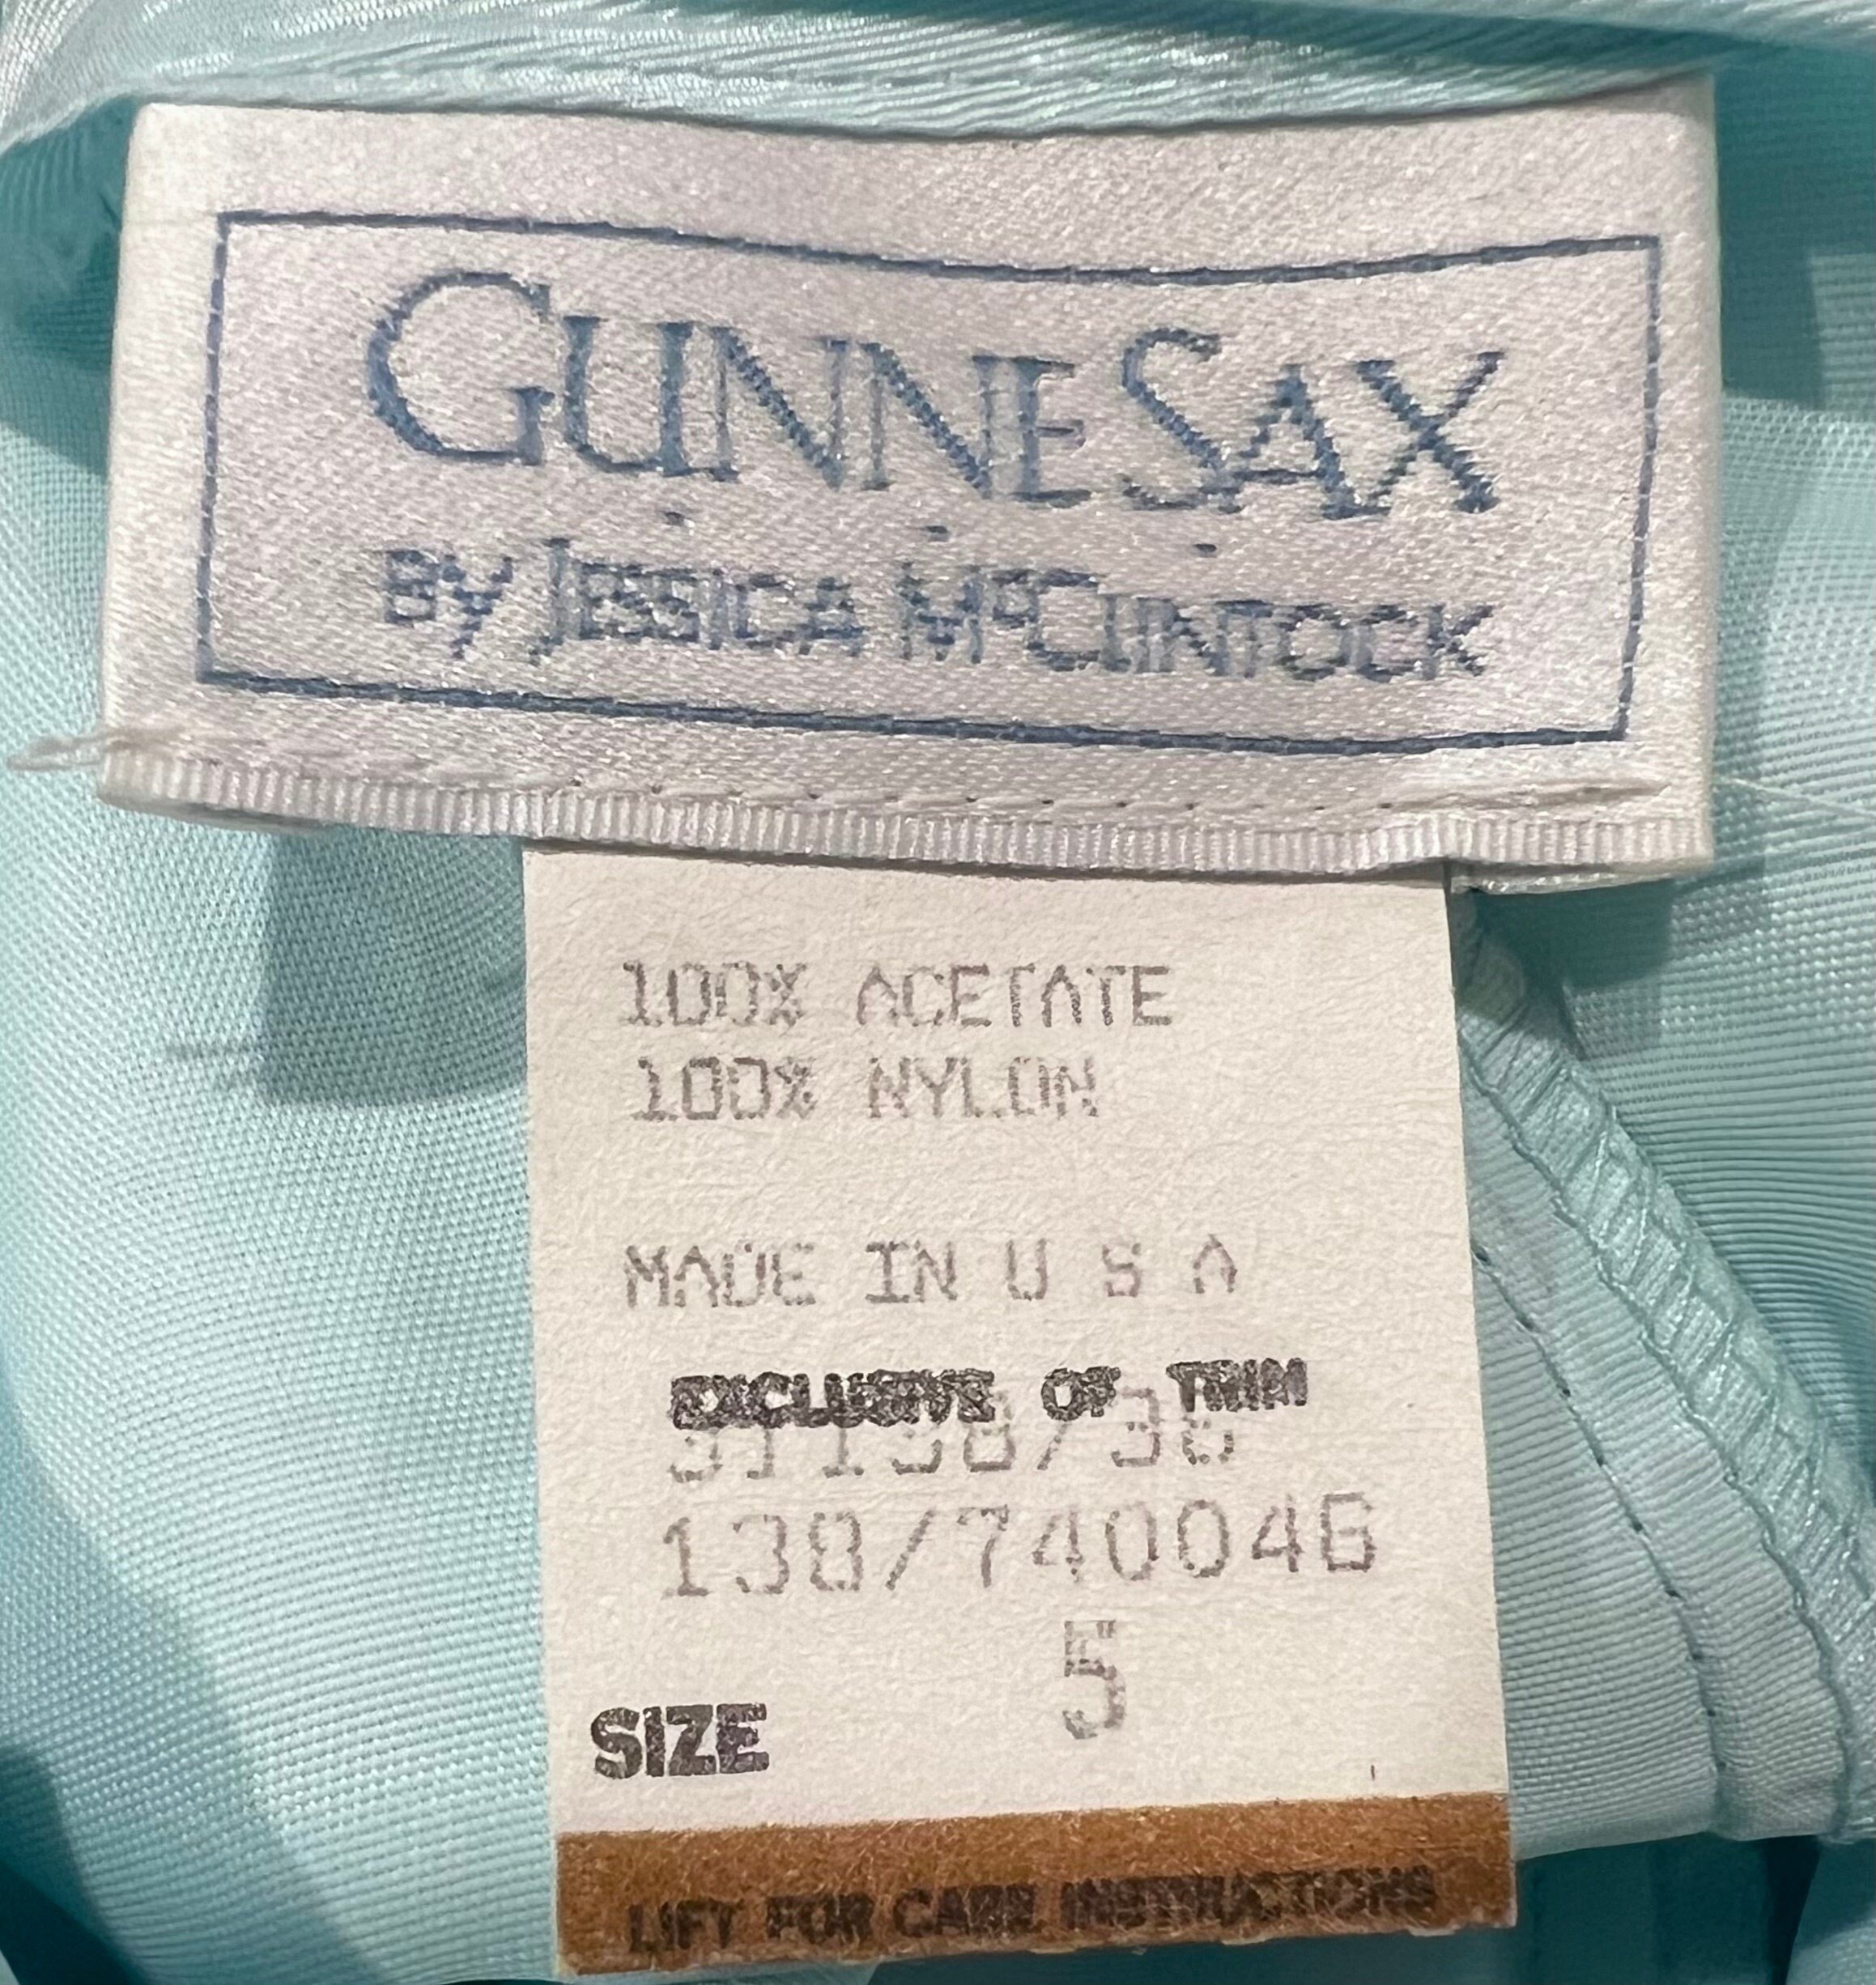 GUNNE SAX
BY JESSICA McCLINTOCK
100% ACETATE
100% NYLON
MADE IN U S A
EXCLUSIVE OF TRIM
138/740046
5
SIZE
LIFT FOR CARE INSTRUCTIONS